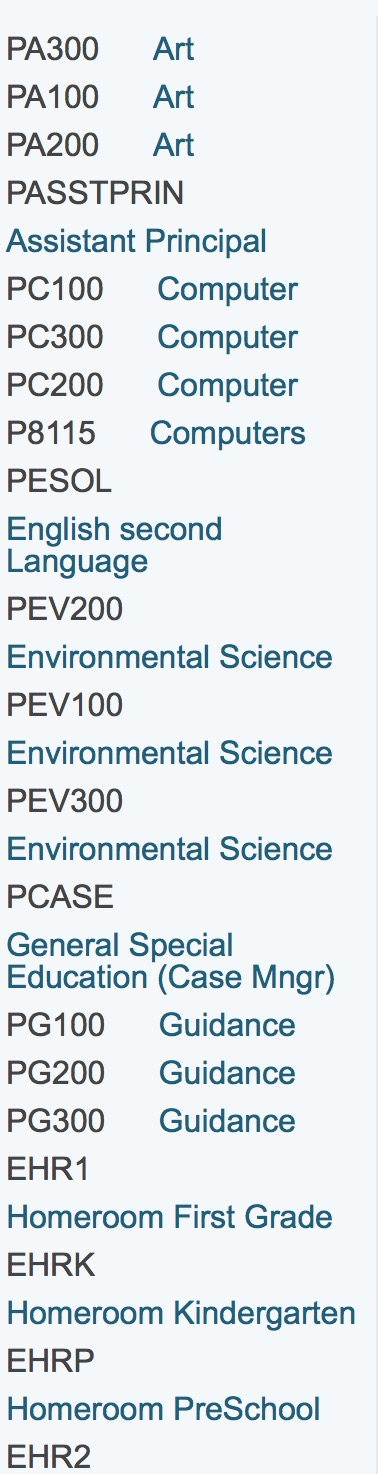 PA300 Art
PA100 Art
PA200 Art
PASSTPRIN
Assistant Principal
PC100 Computer
PC300 Computer
PC200 Computer
P8115 Computers
PESOL
English second
Language
PEV200
Environmental Science
PEV100
Environmental Science
PEV300
Environmental Science
PCASE
General Special
Education (Case Mngr)
PG100 Guidance
PG200 Guidance
PG300 Guidance
EHR1
Homeroom First Grade
EHRK
Homeroom Kindergarten
EHRP
Homeroom PreSchool
EHR2